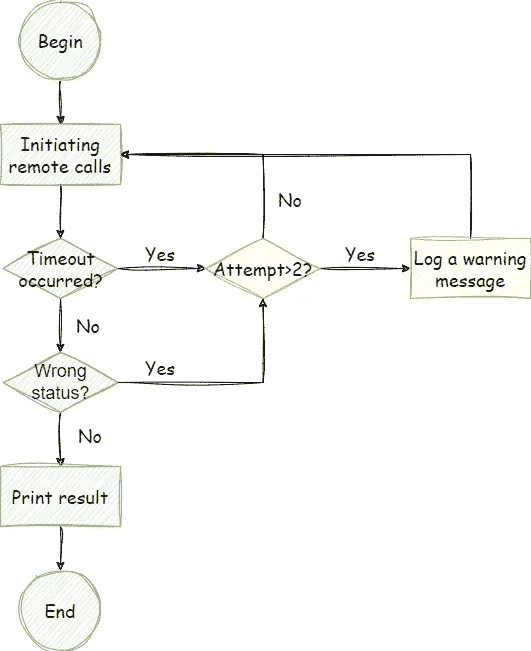 Begin
Initiating
remote calls
No
Timeout
occurred?
Yes
Attempt>2?
Yes
Log a warning
message
No
Wrong
status?
Yes
No
Print result
End